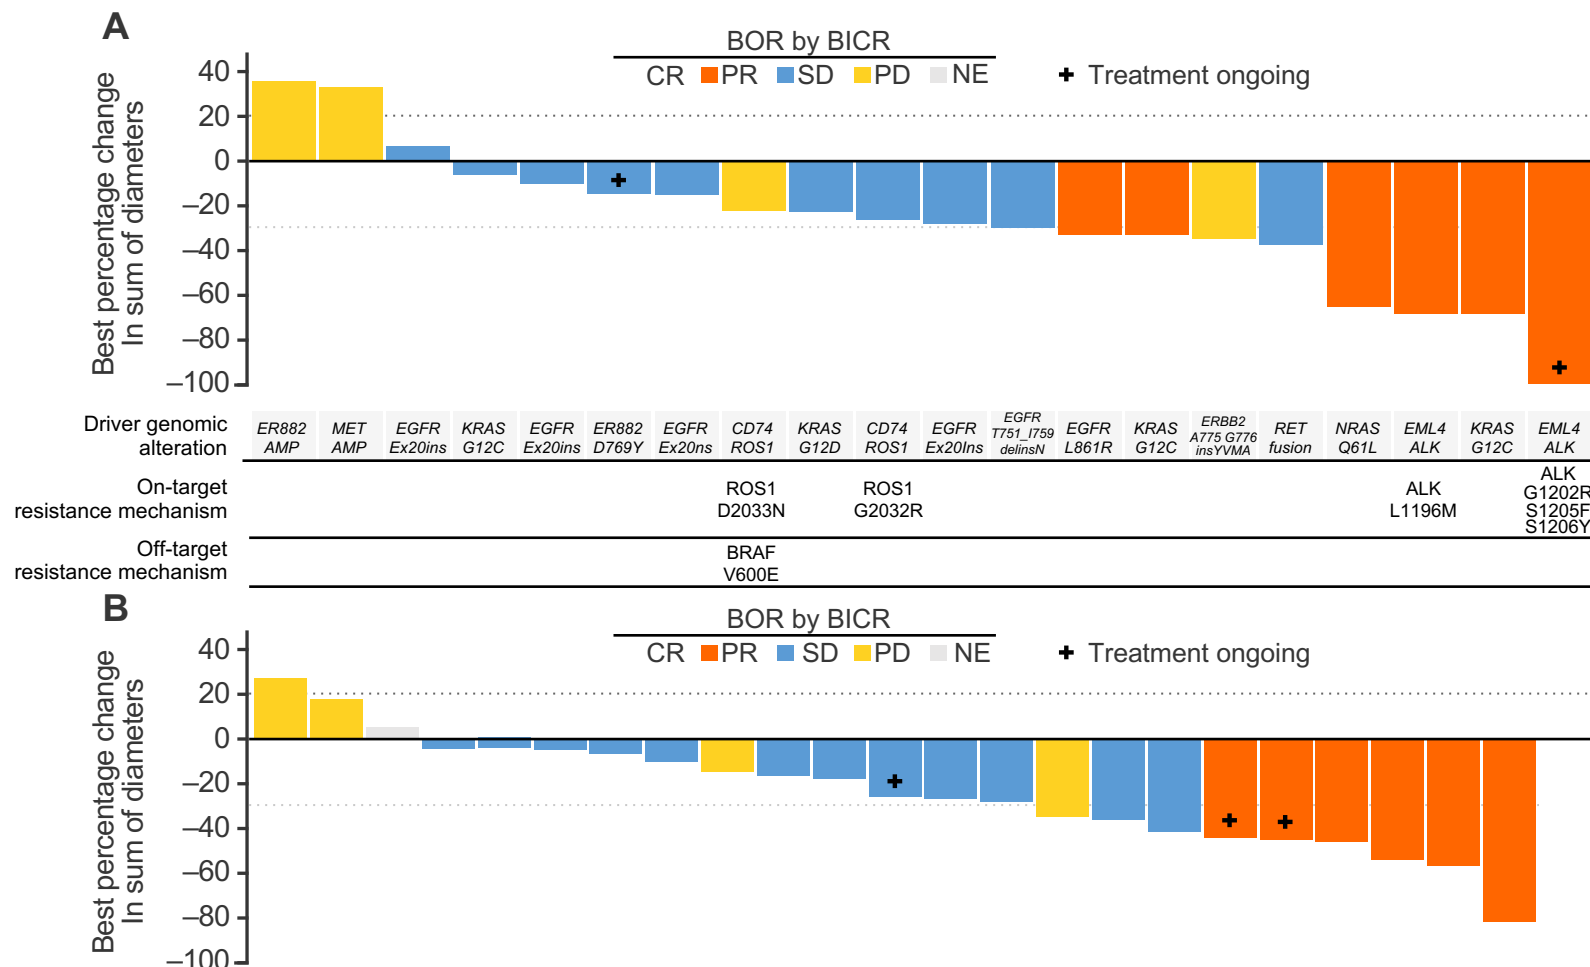 A
BOR by BICR
CR PR SD PD NE + Treatment ongoing
Best percentage change
In sum of diameters
40
20
0
–20
–40
–60
–80
–100
Driver genomic
alteration
ER882
AMP
MET
AMP
EGFR
Ex20ins
KRAS
G12C
EGFR
Ex20ins
ER882
D769Y
EGFR
Ex20ns
CD74
ROS1
KRAS
G12D
CD74
ROS1
EGFR
Ex20Ins
EGFR
T751_I759
delinsN
EGFR
L861R
KRAS
G12C
ERBB2
A775 G776
insYVMA
RET
fusion
NRAS
Q61L
EML4
ALK
KRAS
G12C
EML4
ALK
On-target
resistance mechanism
ROS1
D2033N
ROS1
G2032R
ALK
L1196M
ALK
G1202R
S1205F
S1206Y
Off-target
resistance mechanism
BRAF
V600E
B
BOR by BICR
CR PR SD PD NE + Treatment ongoing
Best percentage change
In sum of diameters
40
20
0
–20
–40
–60
–80
–100